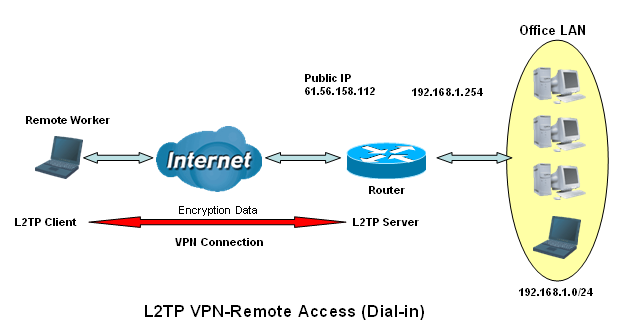 Office LAN
Public IP
61.56.158.112
192.168.1.254
Remote Worker
Internet
Router
L2TP Client
Encryption Data
L2TP Server
VPN Connection
192.168.1.0/24
L2TP VPN-Remote Access (Dial-in)